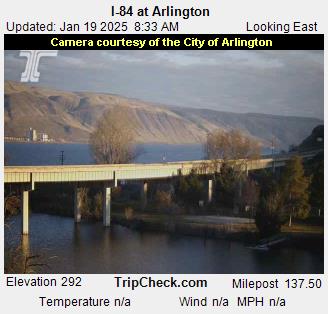 I-84 at Arlington
Updated: Jan 19 2025 8:33 AM Looking East
Camera courtesy of the City of Arlington
Elevation 292 TripCheck.com Milepost 137.50
Temperature n/a Wind n/a MPH n/a